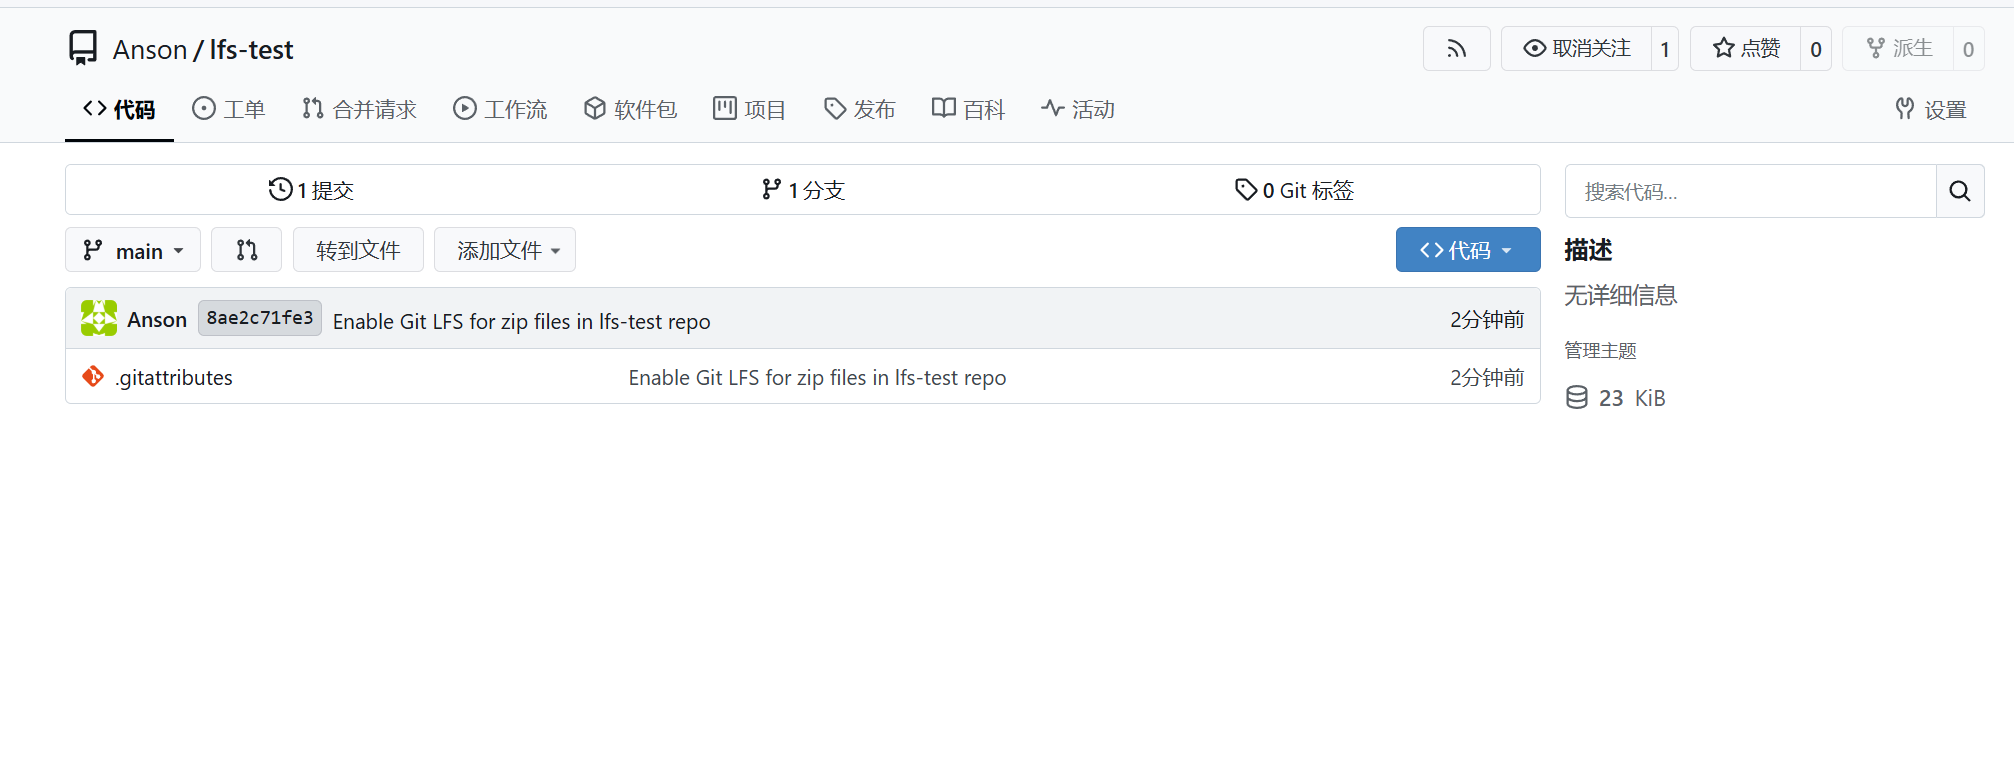 Anson / lfs-test
取消关注 1
点赞 0
派生 0
代码
工单
合并请求
工作流
软件包
项目
发布
百科
活动
设置
1 提交
1 分支
0 Git 标签
搜索代码...
main
转到文件
添加文件
代码
描述
无详细信息
管理主题
23 KiB
Anson 8ae2c71fe3 Enable Git LFS for zip files in lfs-test repo 2分钟前
.gitattributes Enable Git LFS for zip files in lfs-test repo 2分钟前